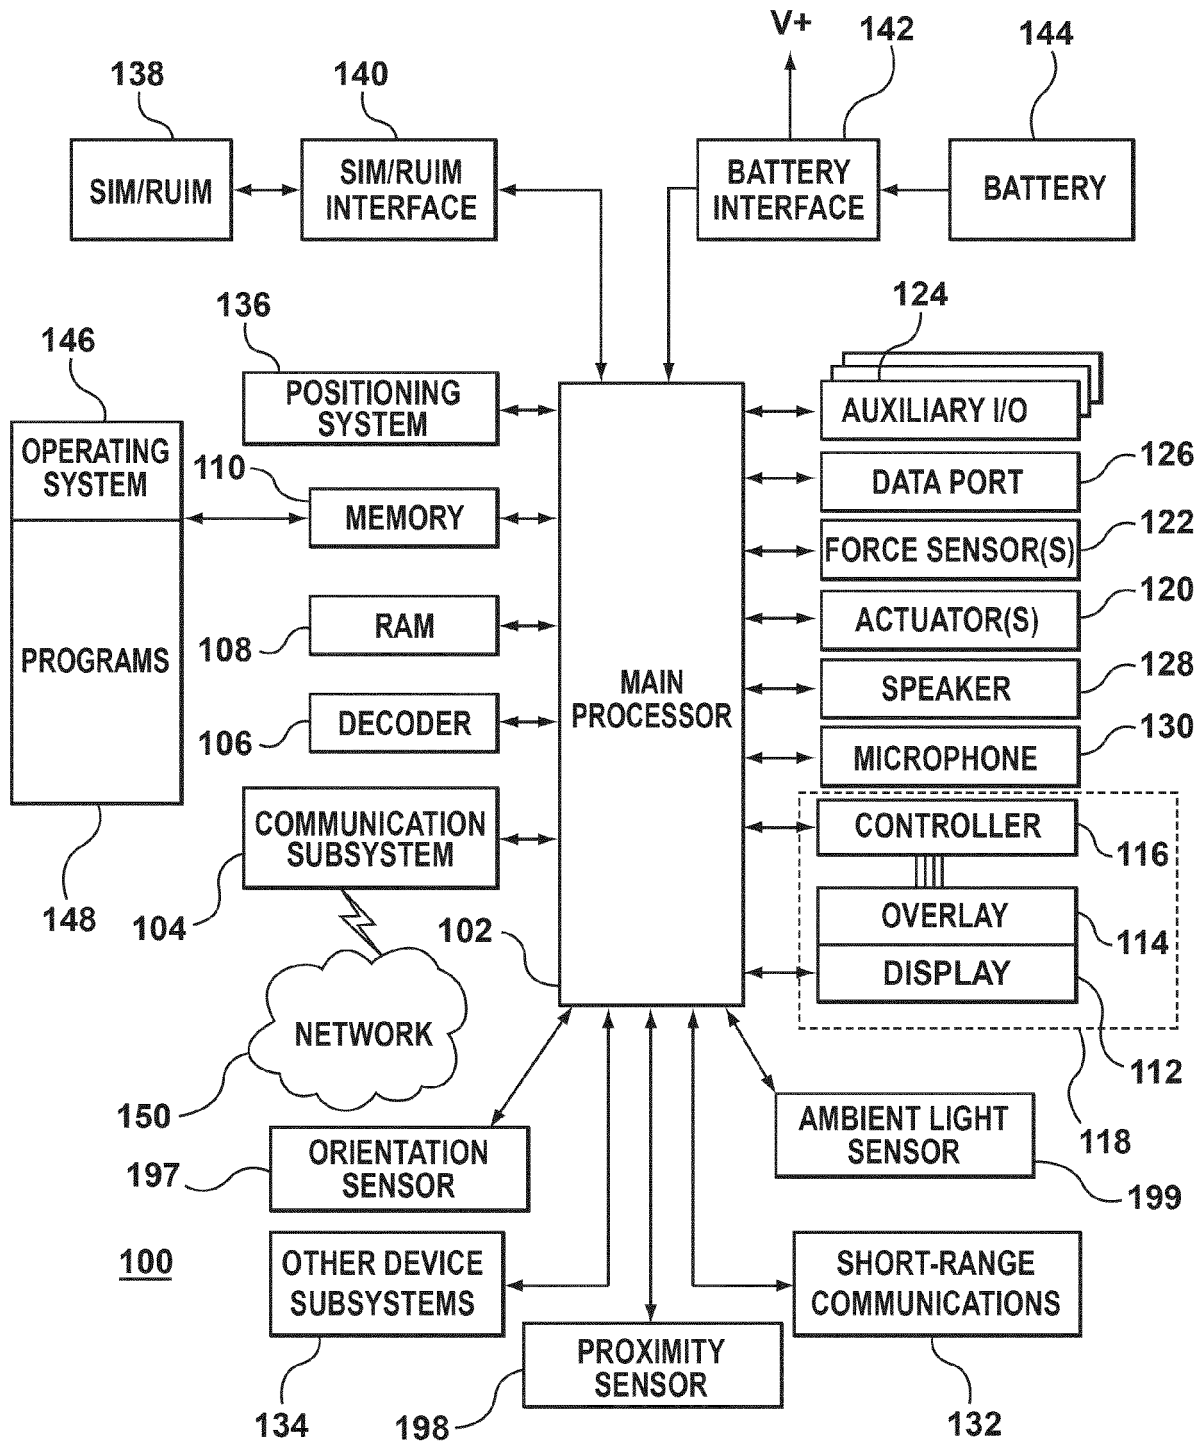 V+
142
144
138
140
SIM/RUIM
SIM/RUIM
INTERFACE
BATTERY
INTERFACE
BATTERY
136
124
146
POSITIONING
SYSTEM
AUXILIARY I/O
OPERATING
SYSTEM
110
126
MEMORY
DATA PORT
122
FORCE SENSOR(S)
120
RAM
108
ACTUATOR(S)
PROGRAMS
MAIN
PROCESSOR
128
SPEAKER
DECODER
106
130
MICROPHONE
COMMUNICATION
SUBSYSTEM
CONTROLLER
116
148
104
102
OVERLAY
114
DISPLAY
NETWORK
150
112
118
ORIENTATION
SENSOR
197
AMBIENT LIGHT
SENSOR
199
100
OTHER DEVICE
SUBSYSTEMS
SHORT-RANGE
COMMUNICATIONS
PROXIMITY
SENSOR
134
198
132